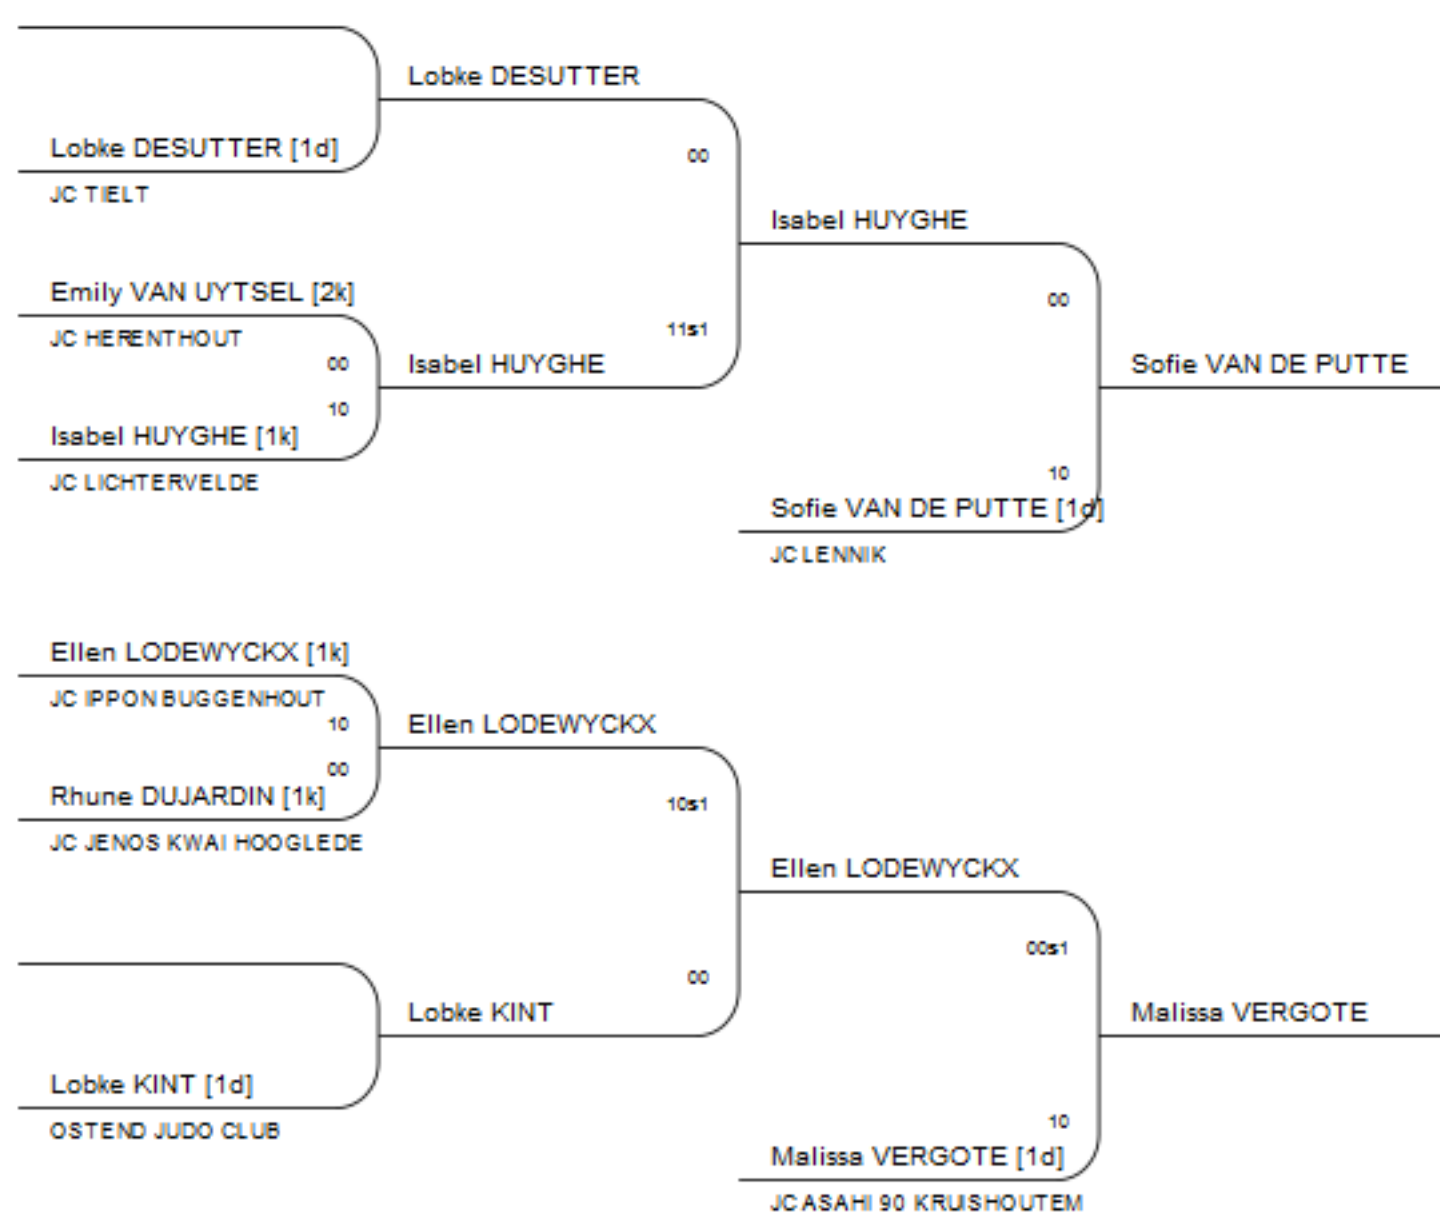 Lobke DESUTTER
Lobke DESUTTER [1d]
00
JC TIELT
Isabel HUYGHE
Emily VAN UYTSEL [2k]
00
JC HERENTHOUT
11s1
00
Isabel HUYGHE
Sofie VAN DE PUTTE
10
Isabel HUYGHE [1k]
10
JC LICHTERVELDE
Sofie VAN DE PUTTE [1d]
JC LENNIK
Ellen LODEWYCKX [1k]
JC IPPON BUGGENHOUT
10
Ellen LODEWYCKX
00
Rhune DUJARDIN [1k]
10s1
JC JENOS KWAI HOOGLEDE
Ellen LODEWYCKX
00s1
00
Lobke KINT
Malissa VERGOTE
Lobke KINT [1d]
10
OSTEND JUDO CLUB
Malissa VERGOTE [1d]
JC ASAHI 90 KRUISHOUTEM